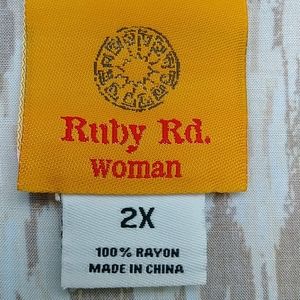 Ruby Rd.
woman
2X
100% RAYON
MADE IN CHINA